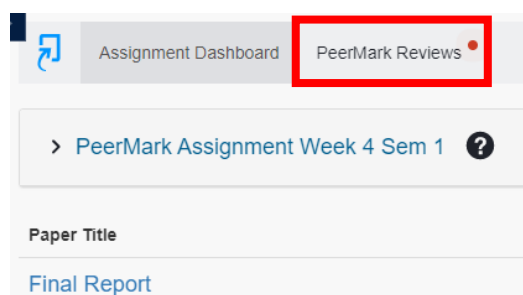 Assignment Dashboard PeerMark Reviews
PeerMark Assignment Week 4 Sem 1 ?
Paper Title
Final Report